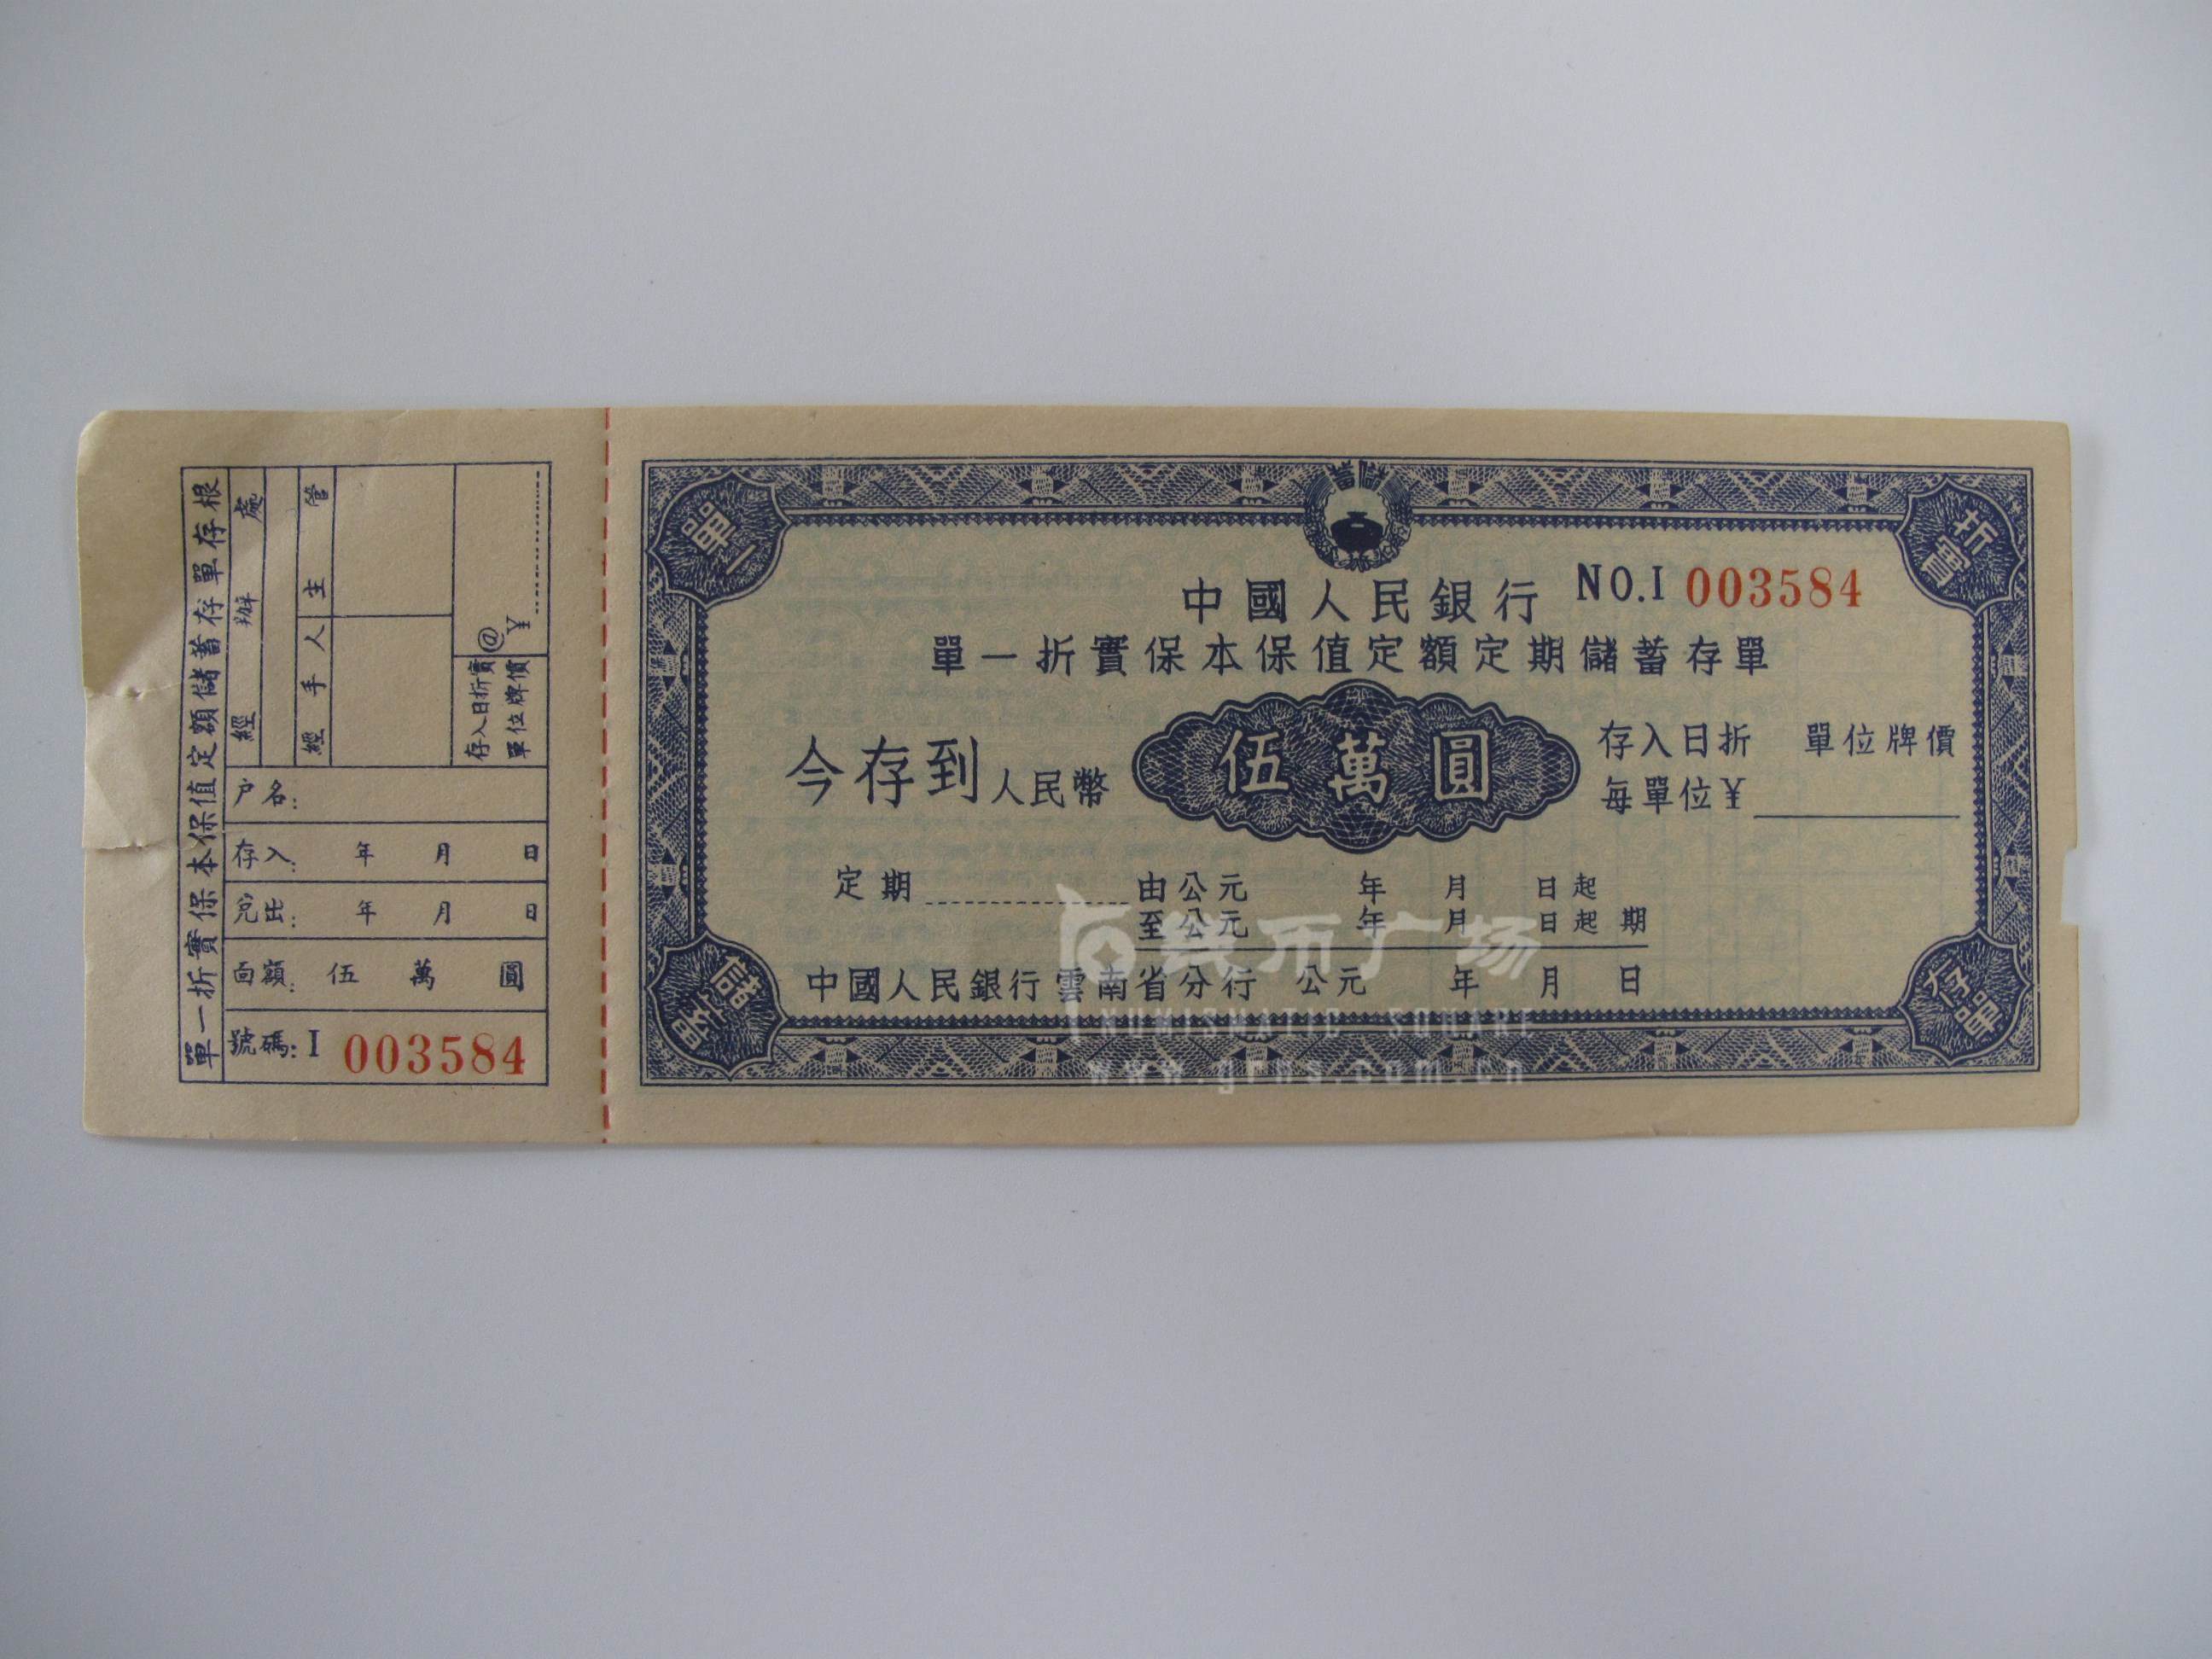 單一折實保本保值定額儲蓄存單存根
經 辦 處
經 手 人
主 管
存入日折實
單位牌價
@
¥
户名:
存入: 年 月 日
兌出: 年 月 日
面額: 伍 萬 圓
號碼: I 003584
單一
折實
儲蓄
中國人民銀行 NO.I 003584
單一折實保本保值定額定期儲蓄存單
今存到人民幣 伍萬圓
存入日折 單位牌價
每單位¥
定期 由公元 年 月 日起
至公元 年 月 日起期
中國人民銀行雲南省分行 公元 年 月 日
儲蓄
存單
钱币广场
NUMISMATIC SQUARE
www.grns.com.cn